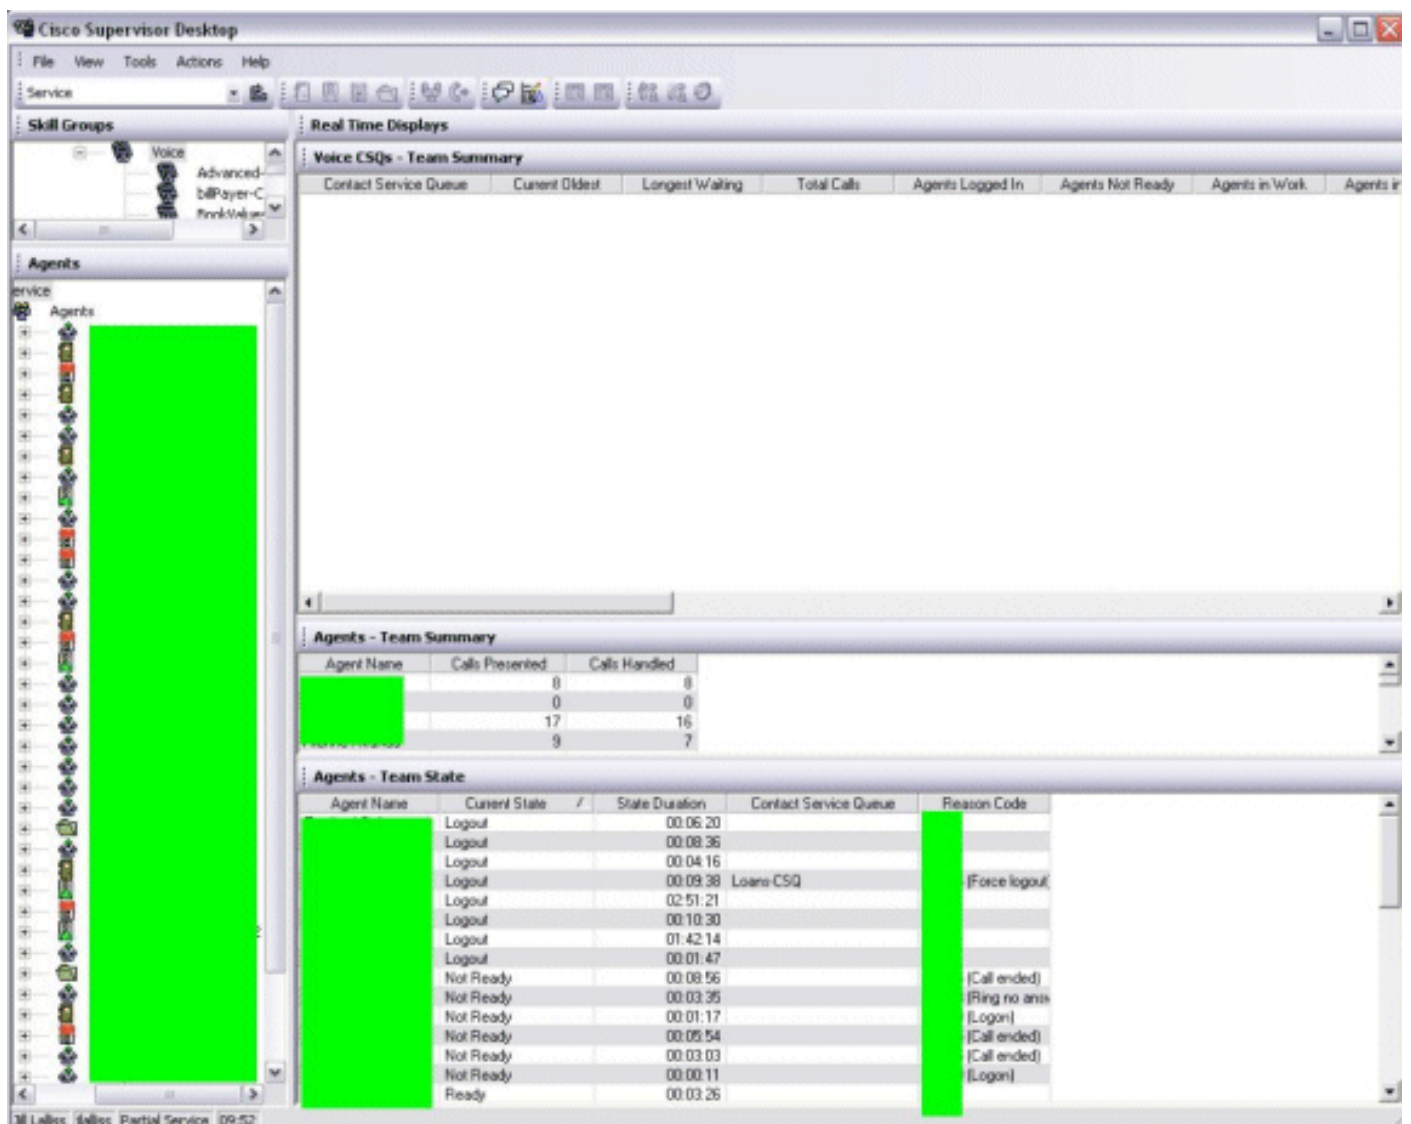 Cisco Supervisor Desktop
File View Tools Actions Help
Service
Skill Groups
Voice
Advanced-
billPayer-C
BookValue
Agents
ervice
Agents
Real Time Displays
Voice CSQs - Team Summary
Contact Service Queue Current Oldest Longest Waiting Total Calls Agents Logged In Agents Not Ready Agents in Work Agents ir
Agents - Team Summary
Agent Name Calls Presented Calls Handled
8 8
0 0
17 16
9 7
Agents - Team State
Agent Name Current State / State Duration Contact Service Queue Reason Code
Logout 00:06:20
Logout 00:08:36
Logout 00:04:16
Logout 00:09:38 Loans-CSQ (Force logout)
Logout 02:51:21
Logout 00:10:30
Logout 01:42:14
Logout 00:01:47
Not Ready 00:08:56 (Call ended)
Not Ready 00:03:35 (Ring no answ
Not Ready 00:01:17 (Logon)
Not Ready 00:05:54 (Call ended)
Not Ready 00:03:03 (Call ended)
Not Ready 00:00:11 (Logon)
Ready 00:03:26
Partial Service 09:52